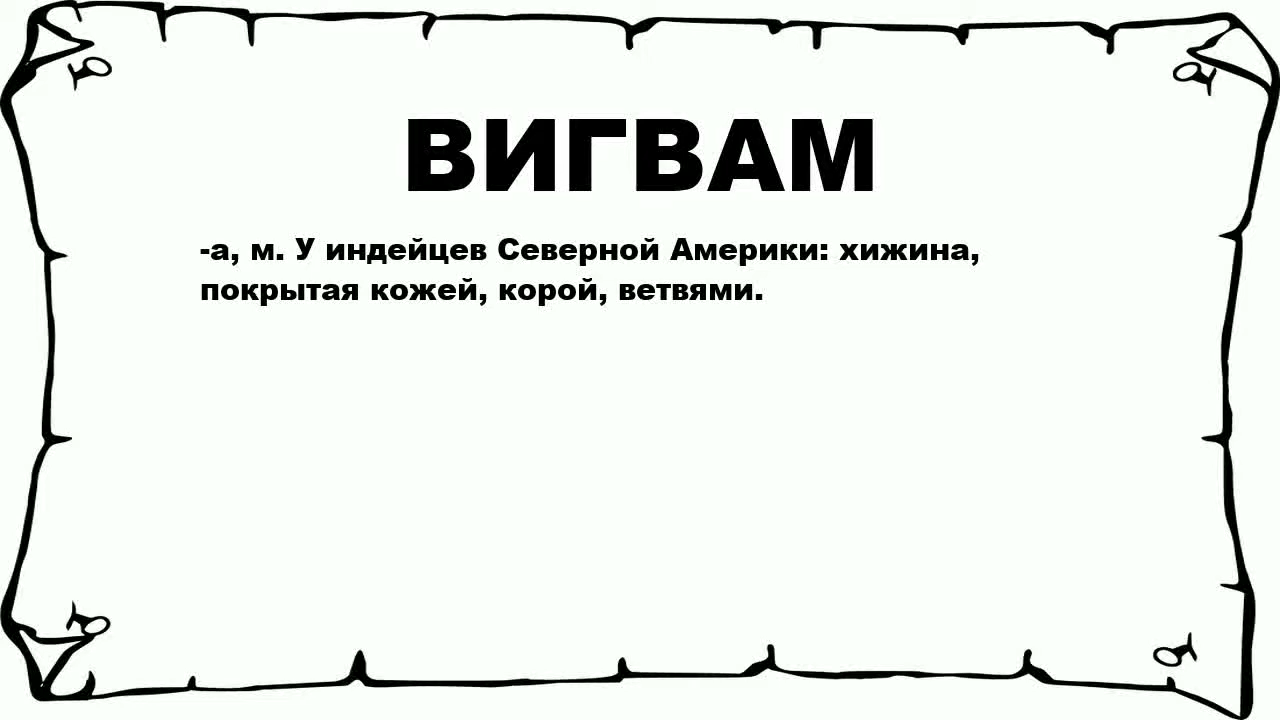 ВИГВАМ
-а, м. У индейцев Северной Америки: хижина,
покрытая кожей, корой, ветвями.